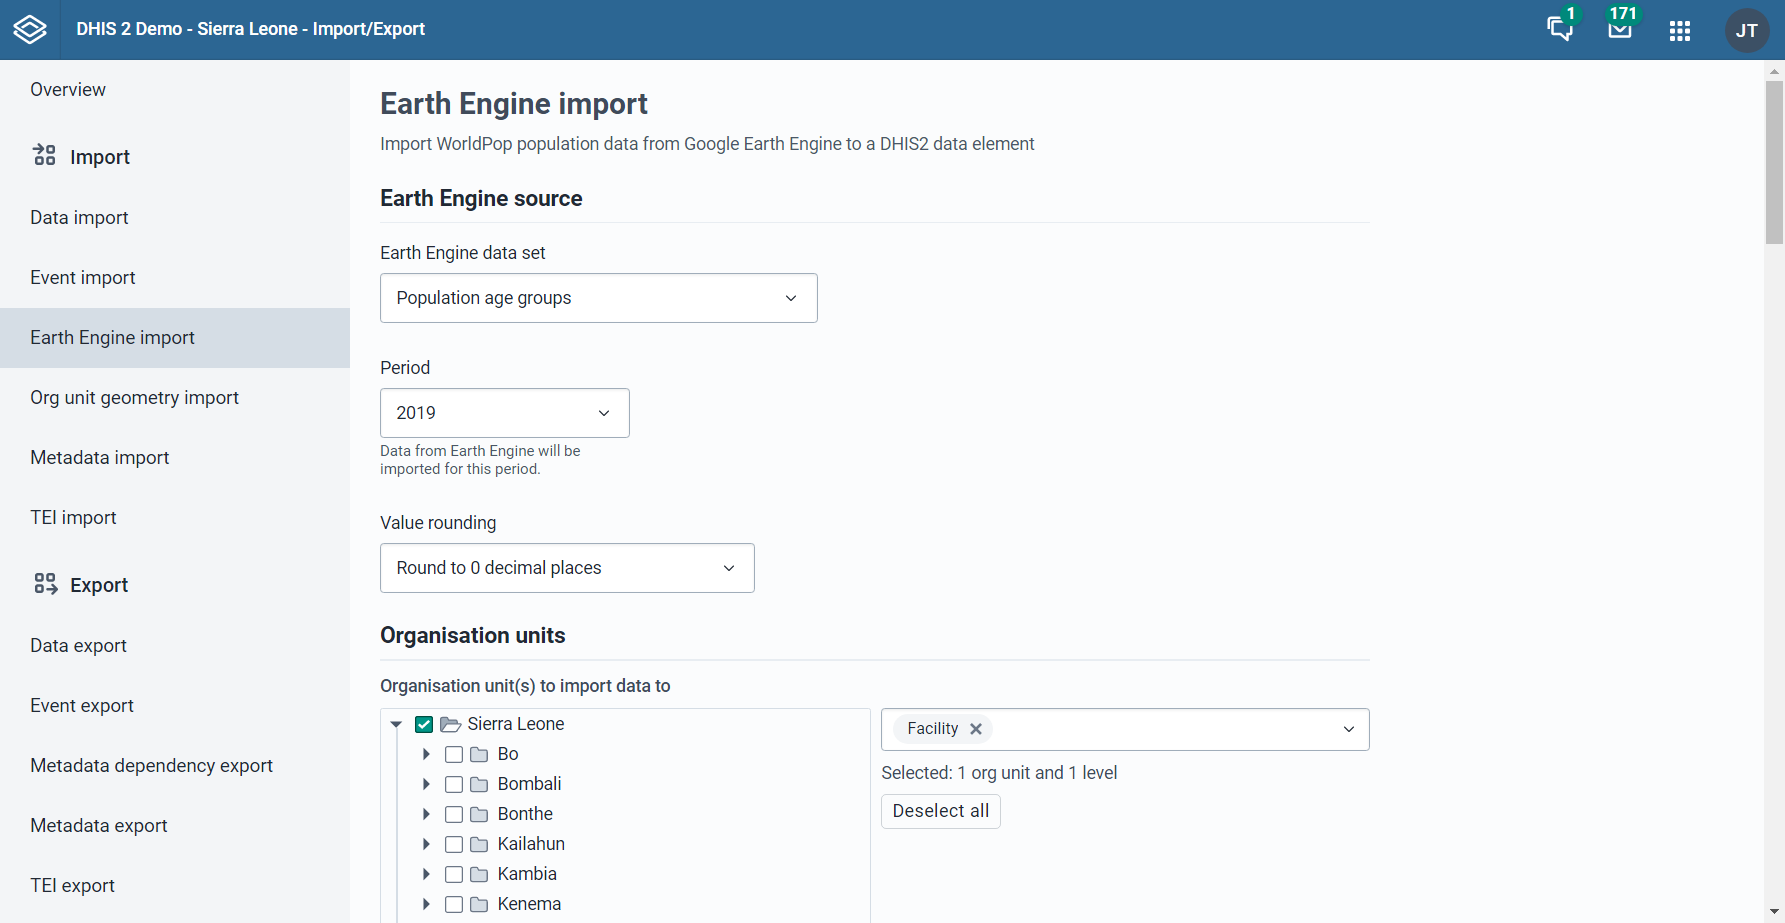 DHIS 2 Demo - Sierra Leone - Import/Export
1
171
JT
Overview
Import
Data import
Event import
Earth Engine import
Org unit geometry import
Metadata import
TEI import
Export
Data export
Event export
Metadata dependency export
Metadata export
TEI export
Earth Engine import
Import WorldPop population data from Google Earth Engine to a DHIS2 data element
Earth Engine source
Earth Engine data set
Population age groups
Period
2019
Data from Earth Engine will be
imported for this period.
Value rounding
Round to 0 decimal places
Organisation units
Organisation unit(s) to import data to
Sierra Leone
Bo
Bombali
Bonthe
Kailahun
Kambia
Kenema
Facility
Selected: 1 org unit and 1 level
Deselect all